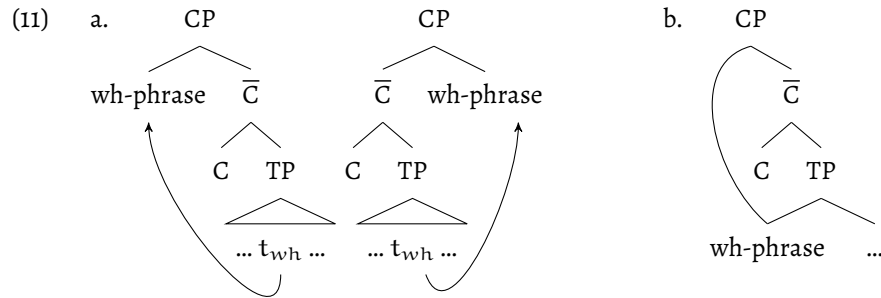 (11) a. CP CP b. CP
wh-phrase C̅ C̅ wh-phrase C̅
C TP C TP C TP
... t_wh ... ... t_wh ... wh-phrase ...